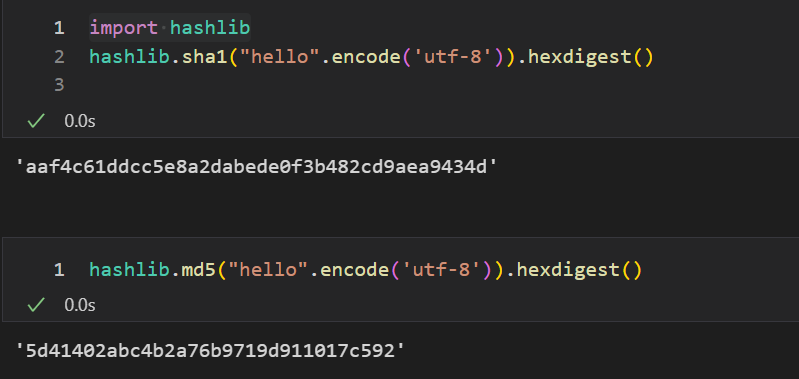 1 import hashlib
2 hashlib.sha1("hello".encode('utf-8')).hexdigest()
3
0.0s
'aaf4c61ddcc5e8a2dabede0f3b482cd9aea9434d'
1 hashlib.md5("hello".encode('utf-8')).hexdigest()
0.0s
'5d41402abc4b2a76b9719d911017c592'